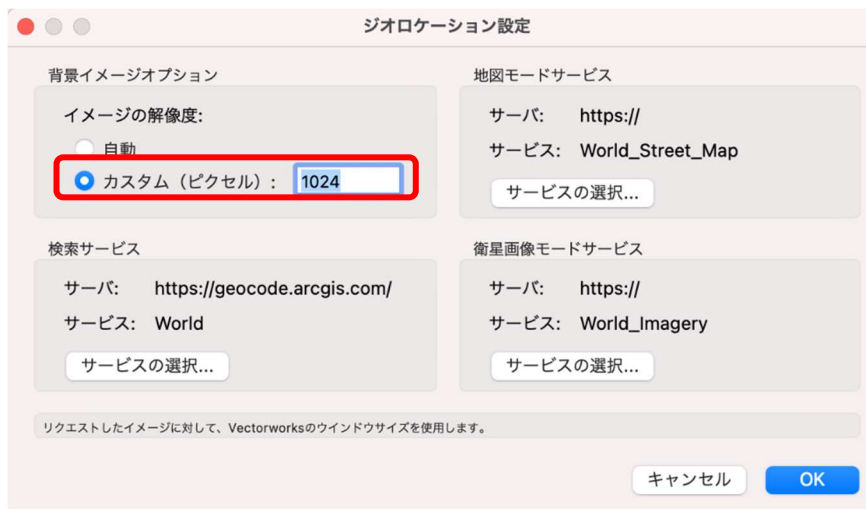 ジオロケーション設定
背景イメージオプション
イメージの解像度:
自動
カスタム（ピクセル）: 1024
地図モードサービス
サーバ: https://
サービス: World_Street_Map
サービスの選択...
検索サービス
サーバ: https://geocode.arcgis.com/
サービス: World
サービスの選択...
衛星画像モードサービス
サーバ: https://
サービス: World_Imagery
サービスの選択...
リクエストしたイメージに対して、Vectorworksのウインドウサイズを使用します。
キャンセル
OK